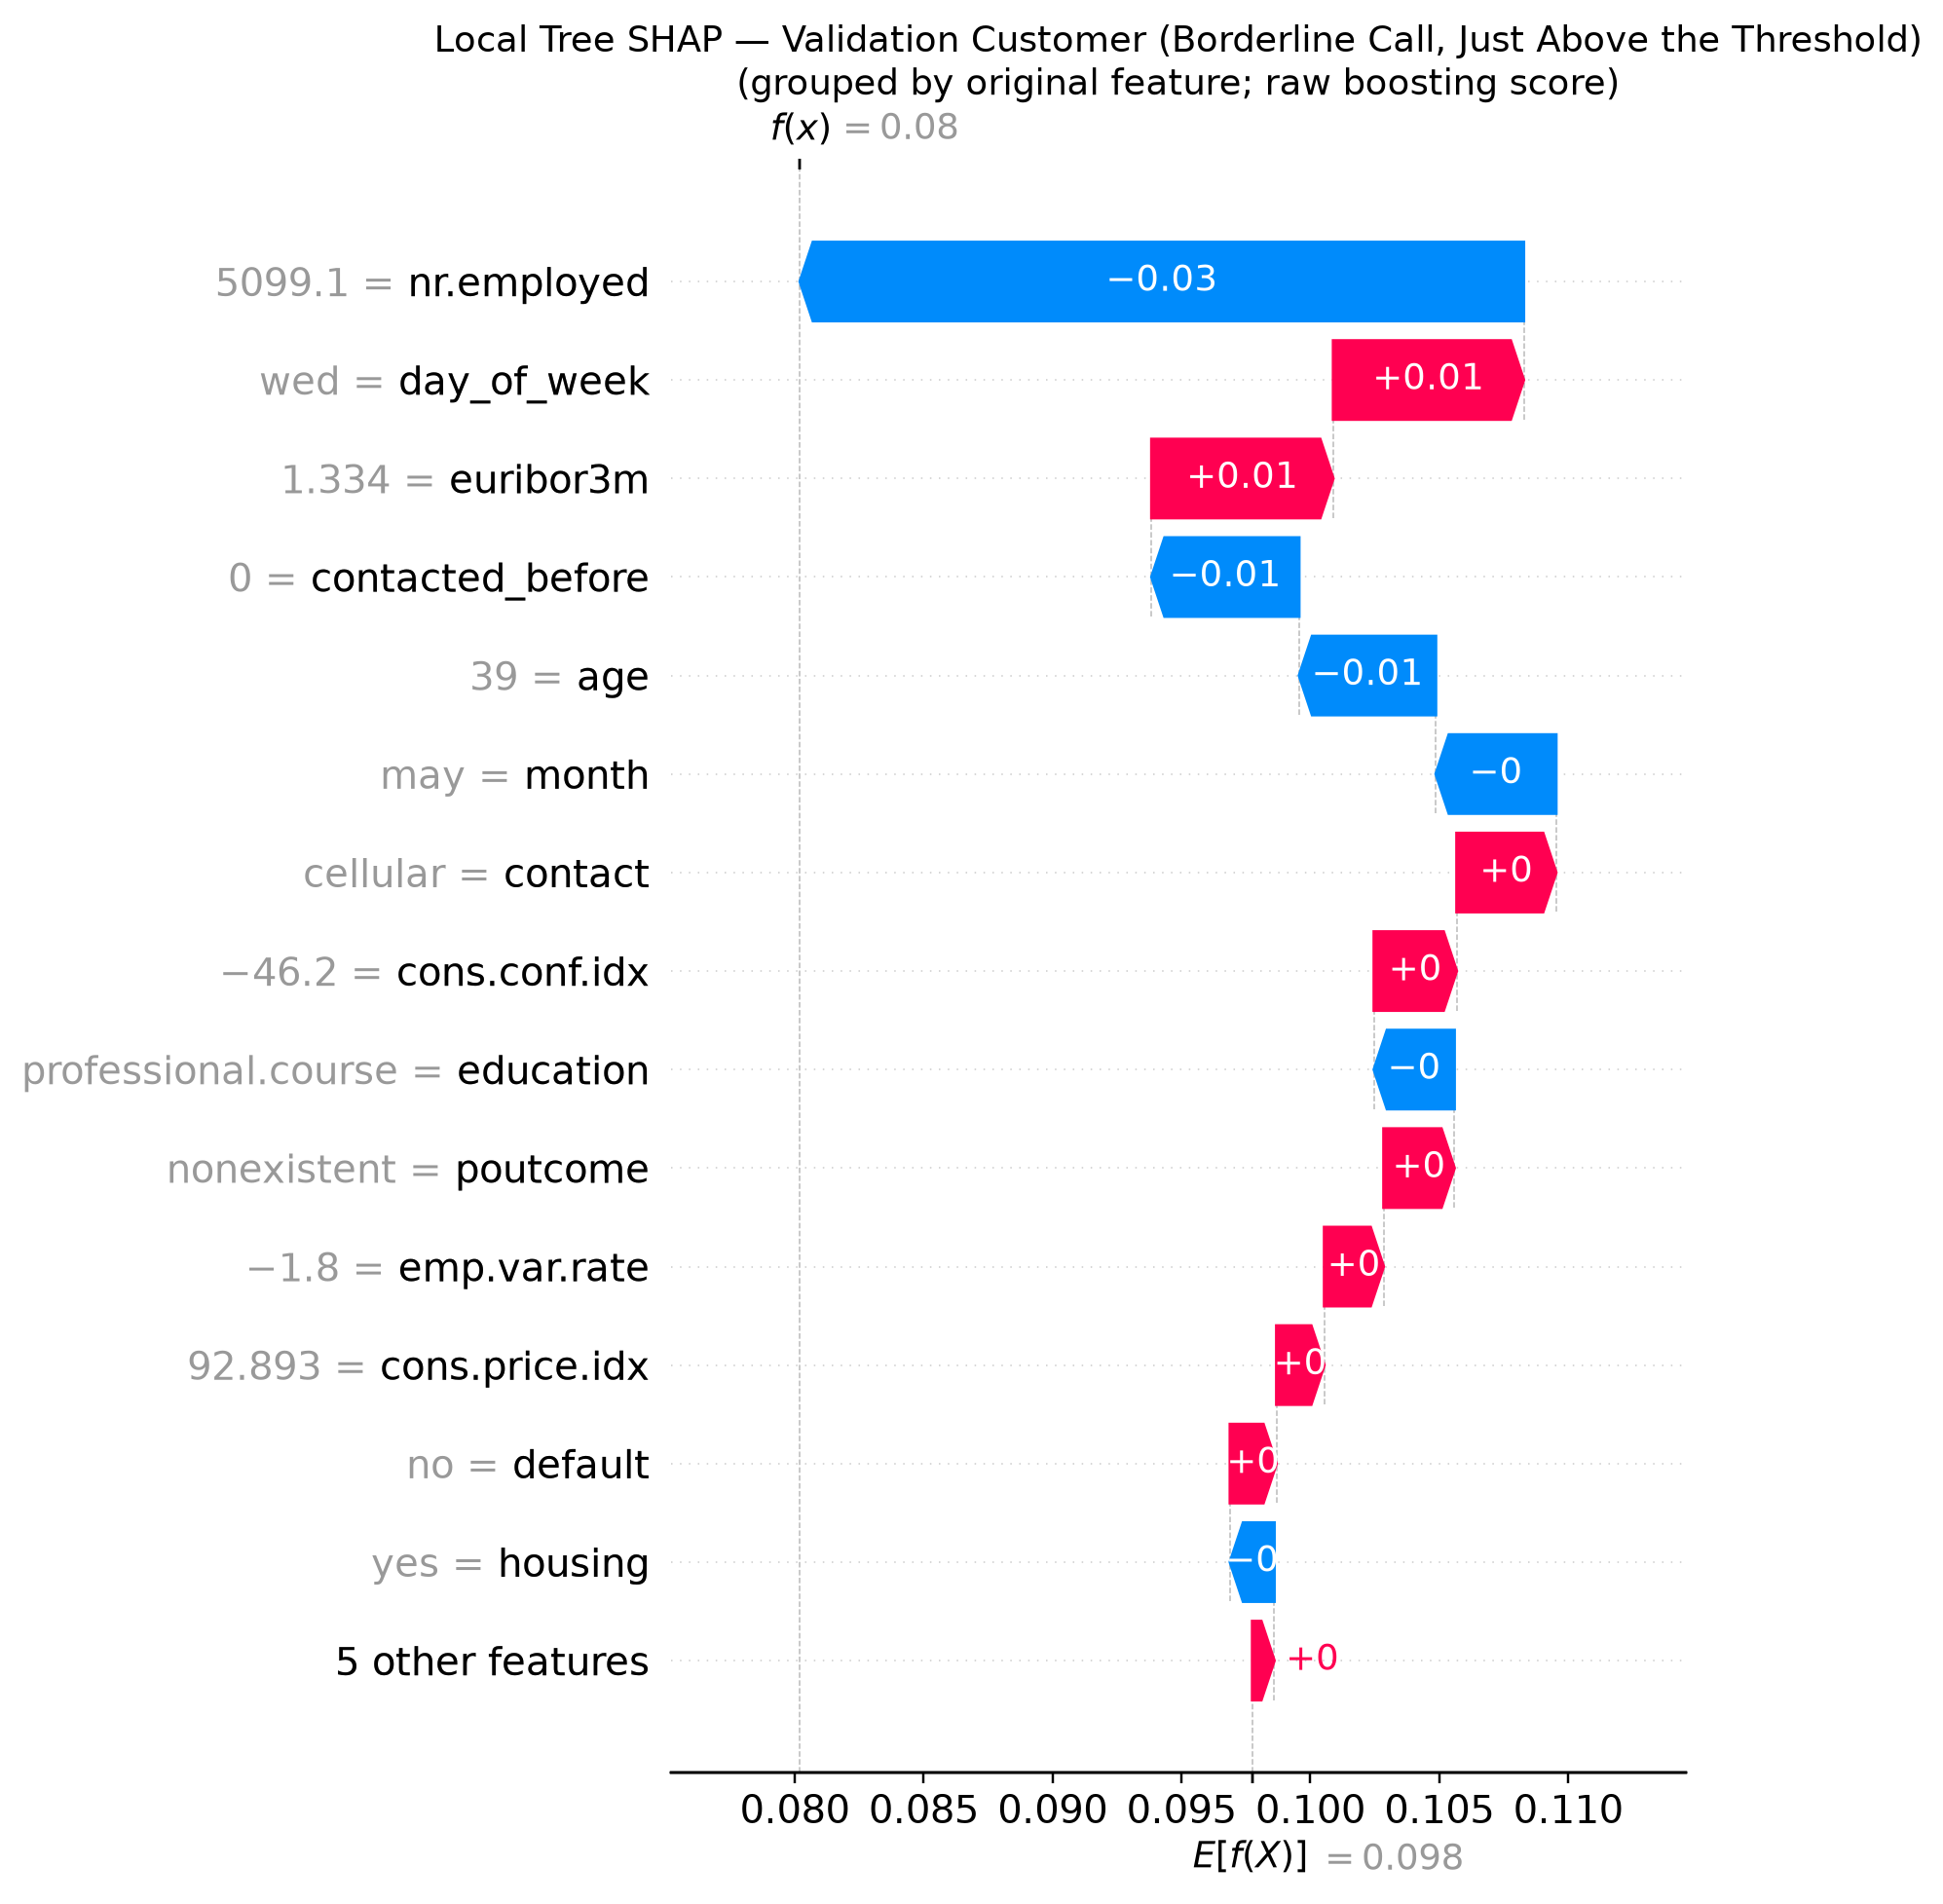 Local Tree SHAP — Validation Customer (Borderline Call, Just Above the Threshold)
(grouped by original feature; raw boosting score)
f(x) = 0.08
5099.1 = nr.employed −0.03
wed = day_of_week +0.01
1.334 = euribor3m +0.01
0 = contacted_before −0.01
39 = age −0.01
may = month −0
cellular = contact +0
−46.2 = cons.conf.idx +0
professional.course = education −0
nonexistent = poutcome +0
−1.8 = emp.var.rate +0
92.893 = cons.price.idx +0
no = default +0
yes = housing −0
5 other features +0
0.080 0.085 0.090 0.095 0.100 0.105 0.110
E[f(X)] = 0.098